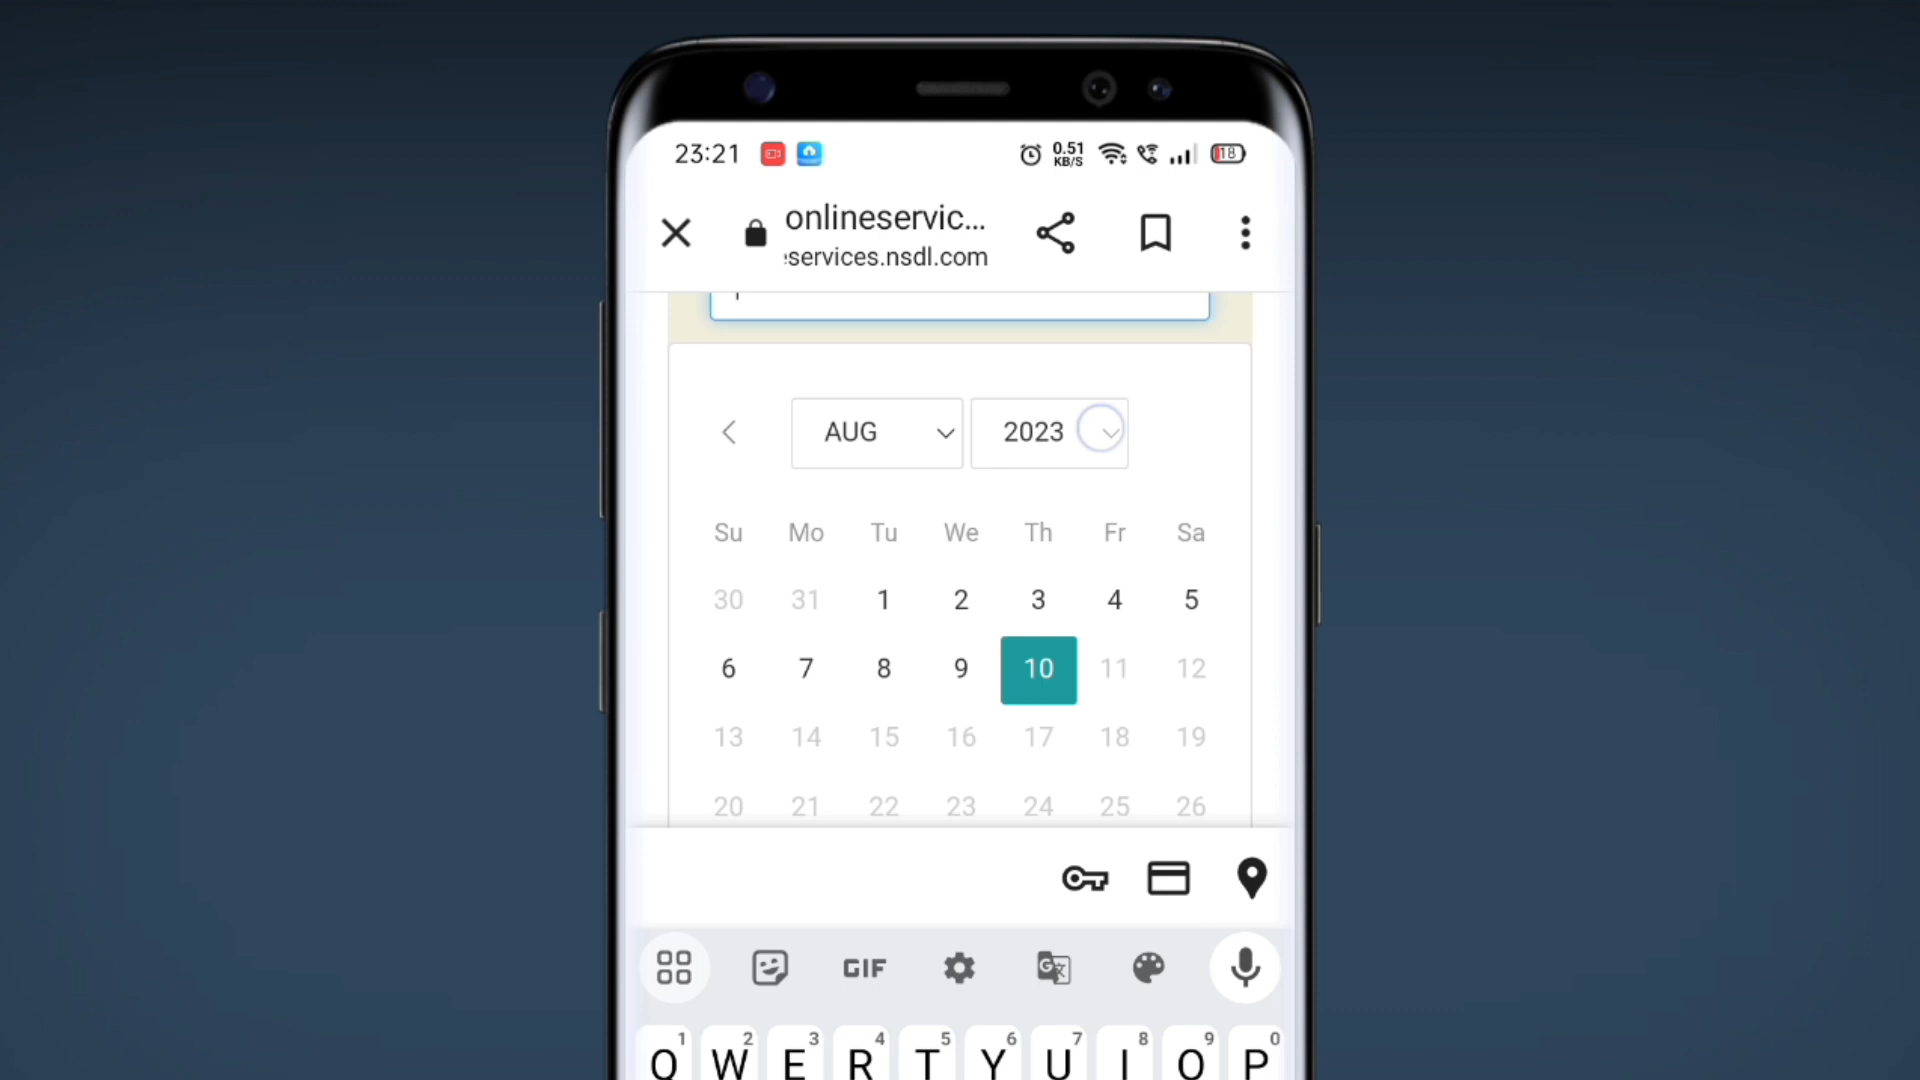 23:21 0.51 KB/S 18
onlineservic...
services.nsdl.com
AUG 2023
Su Mo Tu We Th Fr Sa
30 31 1 2 3 4 5
6 7 8 9 10 11 12
13 14 15 16 17 18 19
20 21 22 23 24 25 26
GIF
1 2 3 4 5 6 7 8 9 0
Q W E R T Y U I O P